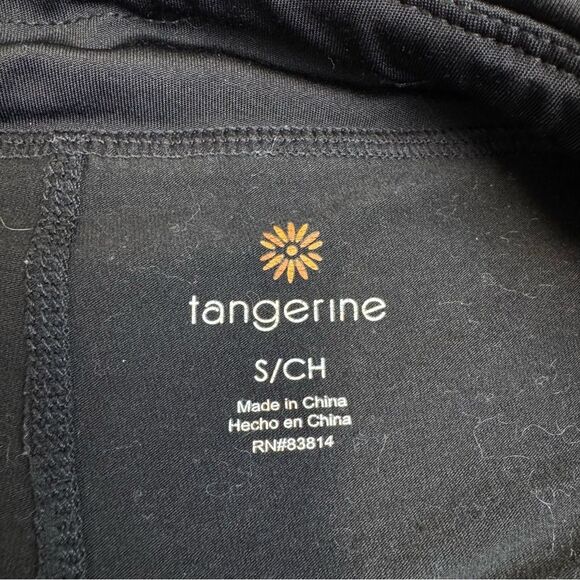 tangerine
S/CH
Made in China
Hecho en China
RN#83814